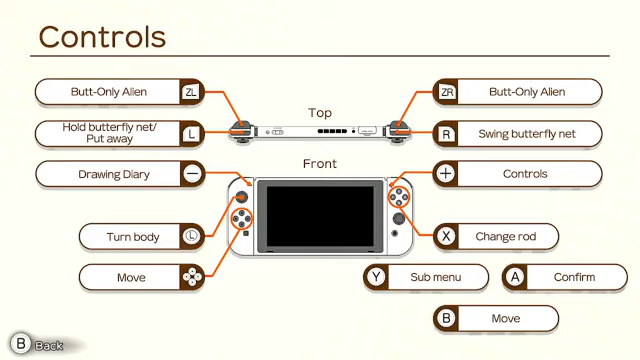 Controls
Butt-Only Alien ZL
ZR Butt-Only Alien
Top
Hold butterfly net/
Put away L
R Swing butterfly net
Front
Drawing Diary −
+ Controls
Turn body L
X Change rod
Move
Y Sub menu
A Confirm
B Move
B Back